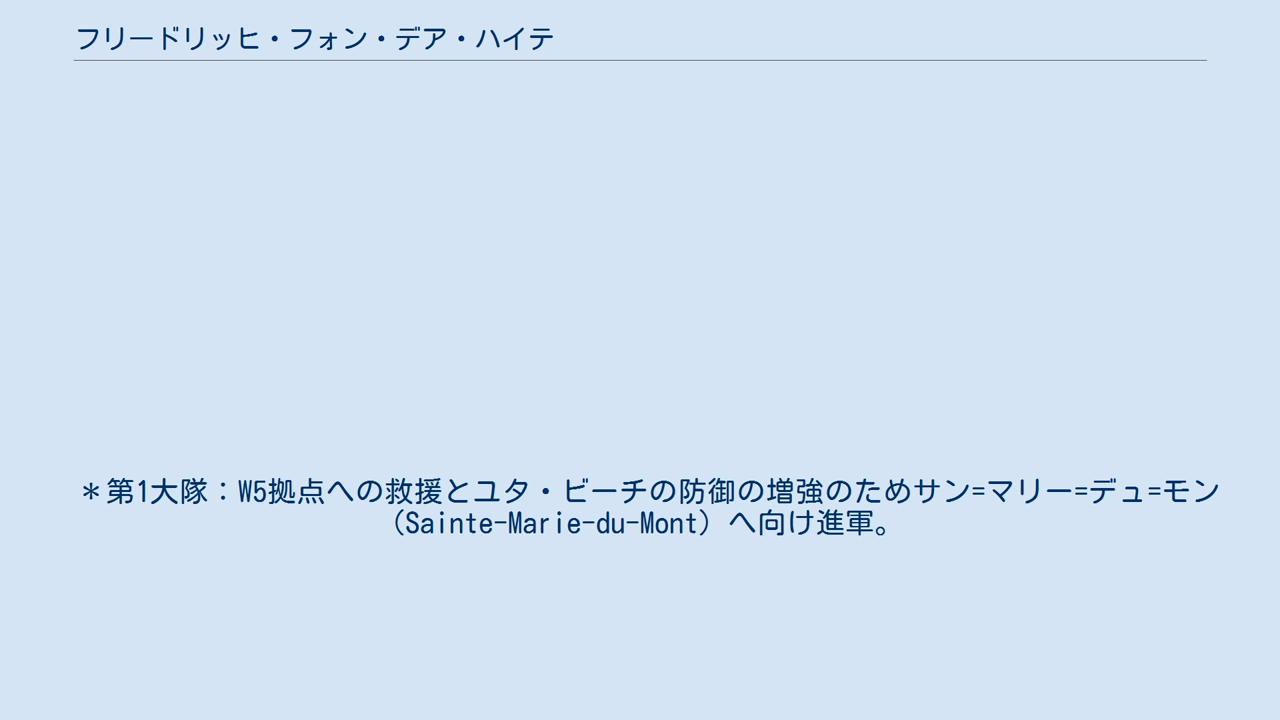 フリードリッヒ・フォン・デア・ハイテ
＊第1大隊：W5拠点への救援とユタ・ビーチの防御の増強のためサン=マリー=デュ=モン
（Sainte-Marie-du-Mont）へ向け進軍。